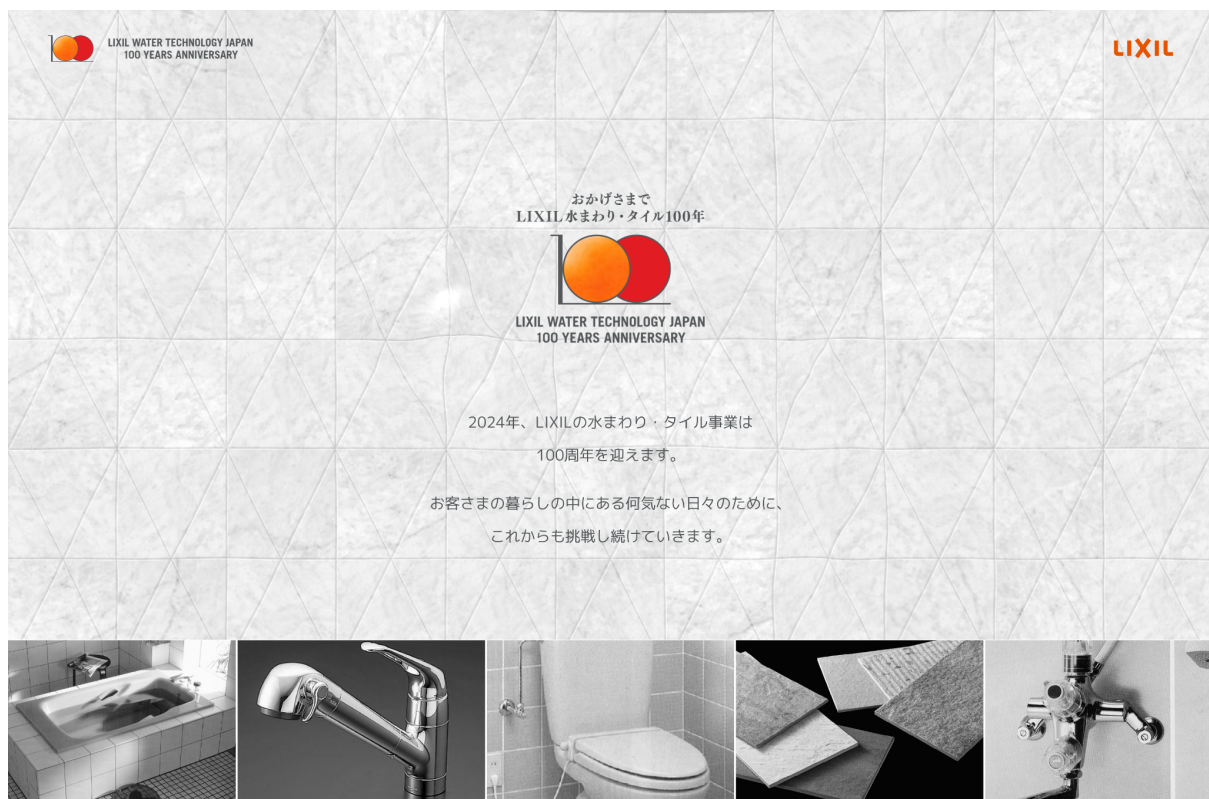 LIXIL WATER TECHNOLOGY JAPAN
100 YEARS ANNIVERSARY
LIXIL
おかげさまで
LIXIL水まわり・タイル100年
100
LIXIL WATER TECHNOLOGY JAPAN
100 YEARS ANNIVERSARY
2024年、LIXILの水まわり・タイル事業は
100周年を迎えます。
お客さまの暮らしの中にある何気ない日々のために、
これからも挑戦し続けていきます。